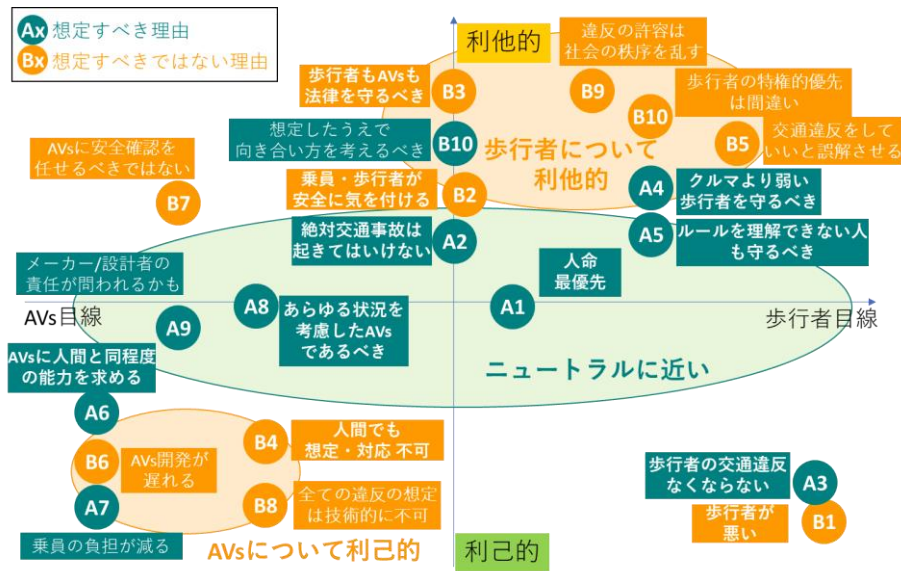 Ax 想定すべき理由
Bx 想定すべきではない理由
利他的
違反の許容は
社会の秩序を乱す
歩行者もAVsも
法律を守るべき
B3
B9
歩行者の特権的優先
は間違い
B10
想定したうえで
向き合い方を考えるべき
B10
歩行者について
利他的
B5
交通違反をして
いいと誤解させる
AVsに安全確認を
任せるべきではない
B7
乗員・歩行者が
安全に気を付ける
B2
A4
クルマより弱い
歩行者を守るべき
絶対交通事故は
起きてはいけない
A2
A5
ルールを理解できない人
も守るべき
人命
最優先
メーカー/設計者の
責任が問われるかも
A8
A1
AVs目線
歩行者目線
A9
あらゆる状況を
考慮したAVs
であるべき
AVsに人間と同程度
の能力を求める
ニュートラルに近い
A6
B4
人間でも
想定・対応 不可
B6
AVs開発が
遅れる
歩行者の交通違反
なくならない
A3
A7
B8
全ての違反の想定
は技術的に不可
歩行者が
悪い
B1
乗員の負担が減る
AVsについて利己的
利己的